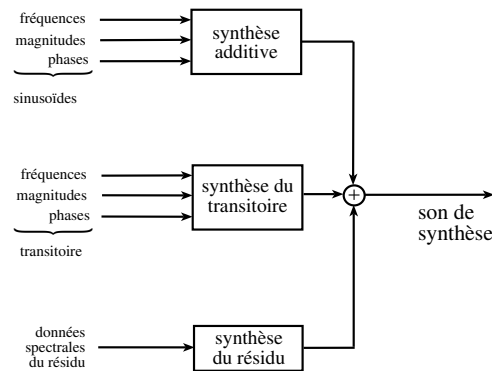 fréquences
magnitudes
phases
sinusoïdes
synthèse
additive
fréquences
magnitudes
phases
transitoire
synthèse du
transitoire
+
son de
synthèse
données
spectrales
du résidu
synthèse
du résidu